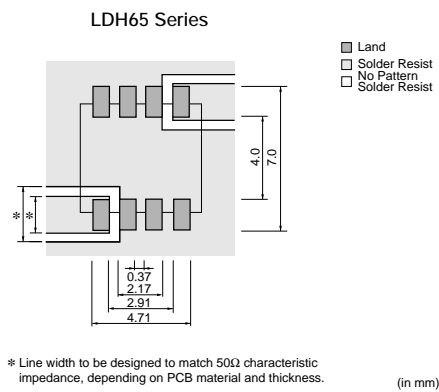 LDH65 Series
Land
Solder Resist
No Pattern
Solder Resist
4.0
7.0
*
*
0.37
2.17
2.91
4.71
* Line width to be designed to match 50Ω characteristic
impedance, depending on PCB material and thickness.
(in mm)